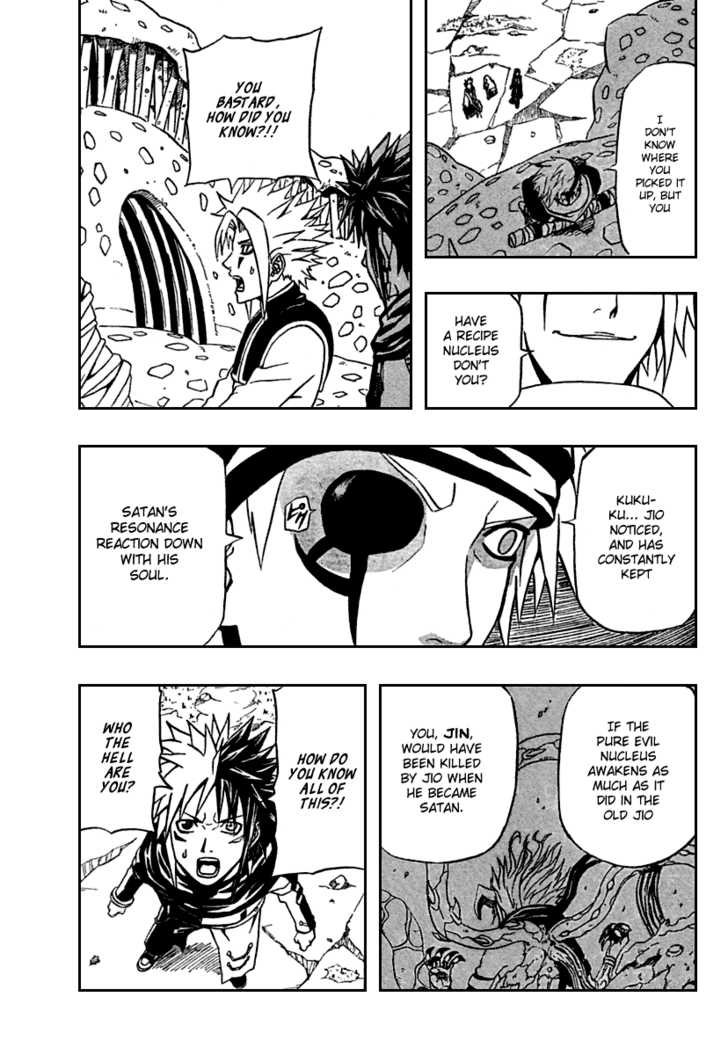 I
DON'T
KNOW
WHERE
YOU
PICKED IT
UP, BUT
YOU
HAVE
A RECIPE
NUCLEUS
DON'T
YOU?
YOU
BASTARD,
HOW DID YOU
KNOW?!!
KUKU-
KU... JIO
NOTICED,
AND HAS
CONSTANTLY
KEPT
SATAN'S
RESONANCE
REACTION DOWN
WITH HIS
SOUL.
IF THE
PURE EVIL
NUCLEUS
AWAKENS AS
MUCH AS IT
DID IN THE
OLD JIO
YOU, JIN,
WOULD HAVE
BEEN KILLED
BY JIO WHEN
HE BECAME
SATAN.
HOW DO
YOU KNOW
ALL OF
THIS?!
WHO
THE
HELL
ARE
YOU?